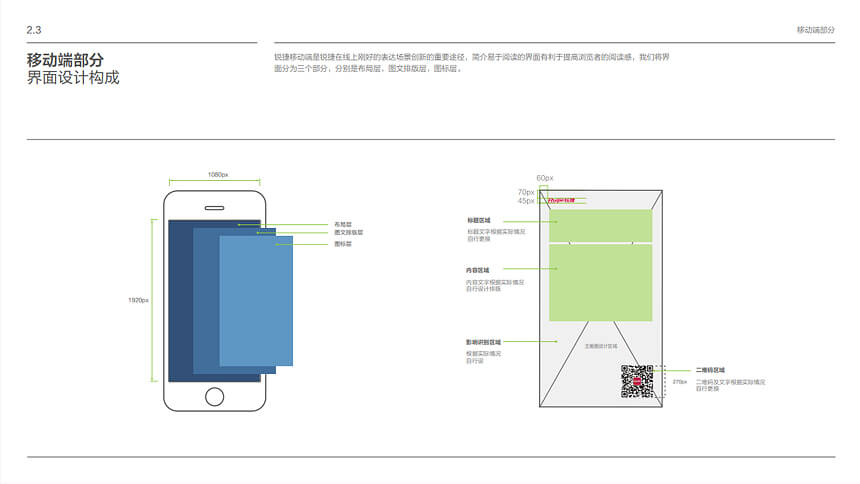 2.3
移动端部分
移动端部分
界面设计构成
锐捷移动端是锐捷在线上刚好的表达场景创新的重要途径，简介易于阅读的界面有利于提高浏览者的阅读感，我们将界
面分为三个部分，分别是布局层，图文排版层，图标层。
1080px
布局层
图文排版层
图标层
1920px
60px
70px
45px
标题区域
标题文字根据实际情况
自行更换
内容区域
内容文字根据实际情况
自行设计排版
影响识别区域
根据实际情况
自行设
主画面设计区域
二维码区域
270px
二维码及文字根据实际情况
自行更换